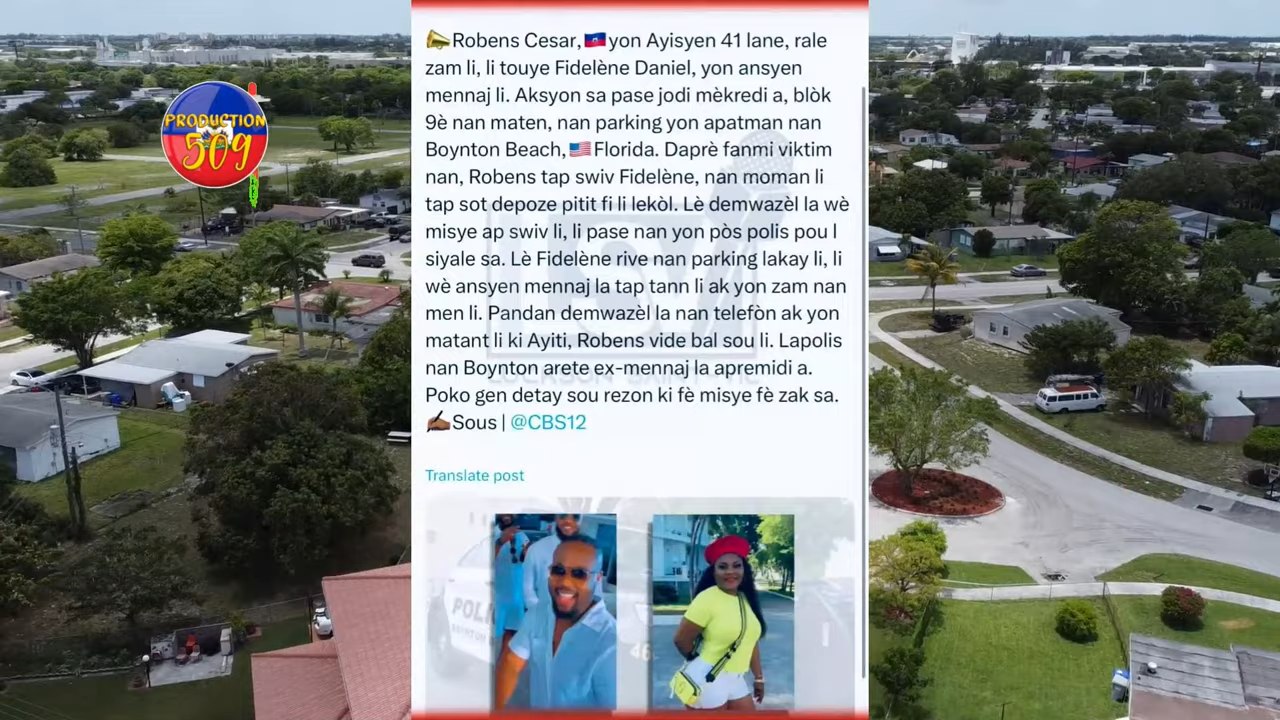 PRODUCTION
509
📣Robens Cesar,🇭🇹yon Ayisyen 41 lane, rale
zam li, li touye Fidelène Daniel, yon ansyen
mennaj li. Aksyon sa pase jodi mèkredi a, blòk
9è nan maten, nan parking yon apatman nan
Boynton Beach,🇺🇸Florida. Daprè fanmi viktim
nan, Robens tap swiv Fidelène, nan moman li
tap sot depoze pitit fi li lekòl. Lè demwazèl la wè
misye ap swiv li, li pase nan yon pòs polis pou l
siyale sa. Lè Fidelène rive nan parking lakay li, li
wè ansyen mennaj la tap tann li ak yon zam nan
men li. Pandan demwazèl la nan telefòn ak yon
matant li ki Ayiti, Robens vide bal sou li. Lapolis
nan Boynton arete ex-mennaj la apremidi a.
Poko gen detay sou rezon ki fè misye fè zak sa.
✍🏾Sous | @CBS12
Translate post